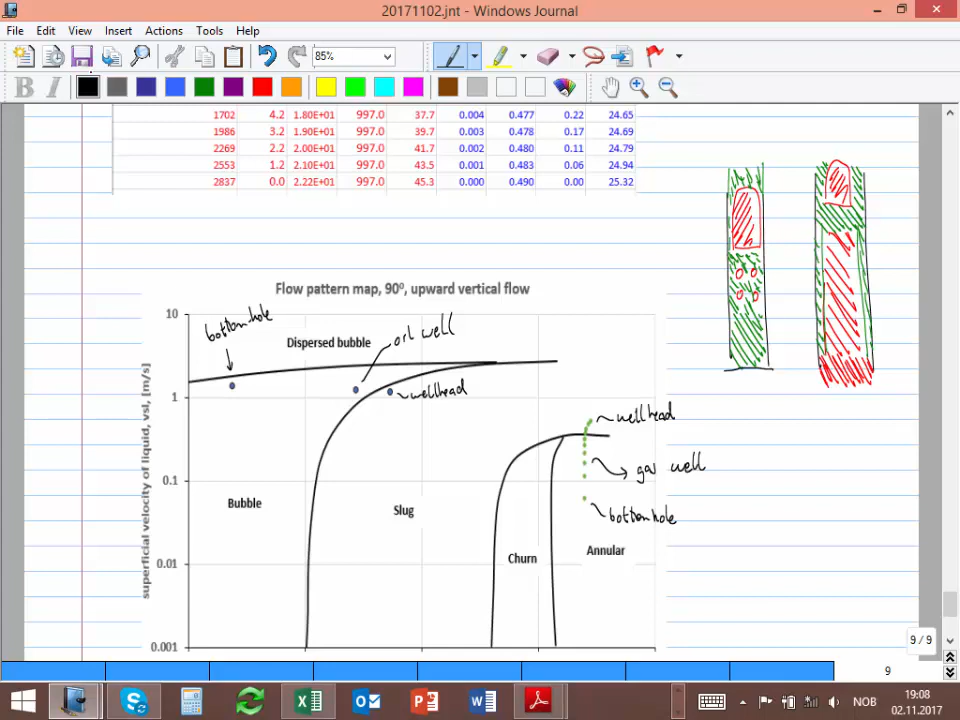 20171102.jnt - Windows Journal
File Edit View Insert Actions Tools Help
85%
B I
1702 4.2 1.80E+01 997.0 37.7 0.004 0.477 0.22 24.65
1986 3.2 1.90E+01 997.0 39.7 0.003 0.478 0.17 24.69
2269 2.2 2.00E+01 997.0 41.7 0.002 0.480 0.11 24.79
2553 1.2 2.10E+01 997.0 43.5 0.001 0.483 0.06 24.94
2837 0.0 2.22E+01 997.0 45.3 0.000 0.490 0.00 25.32
Flow pattern map, 90º, upward vertical flow
superficial velocity of liquid, vsl, [m/s]
10
1
0.1
0.01
0.001
bottomhole
Dispersed bubble
oil well
wellhead
wellhead
gas well
bottomhole
Bubble
Slug
Churn
Annular
9 / 9
9
NOB
19:08
02.11.2017